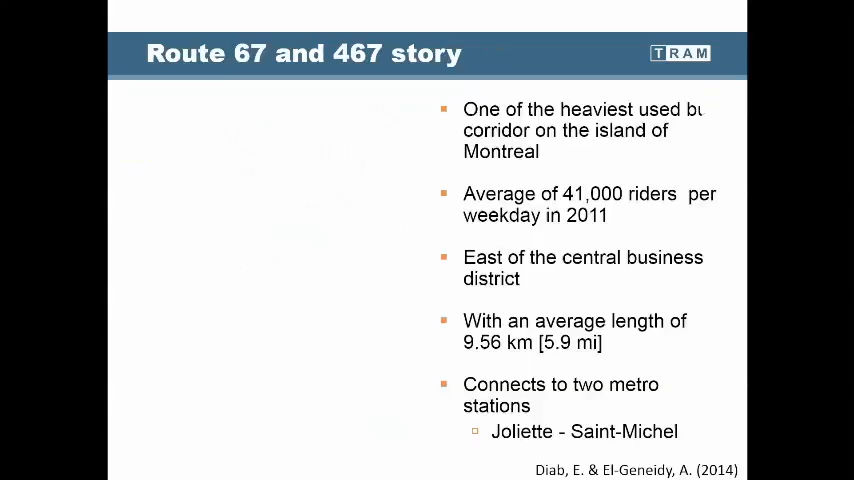 Route 67 and 467 story
TRAM
One of the heaviest used bu
corridor on the island of
Montreal
Average of 41,000 riders per
weekday in 2011
East of the central business
district
With an average length of
9.56 km [5.9 mi]
Connects to two metro
stations
Joliette - Saint-Michel
Diab, E. & El-Geneidy, A. (2014)